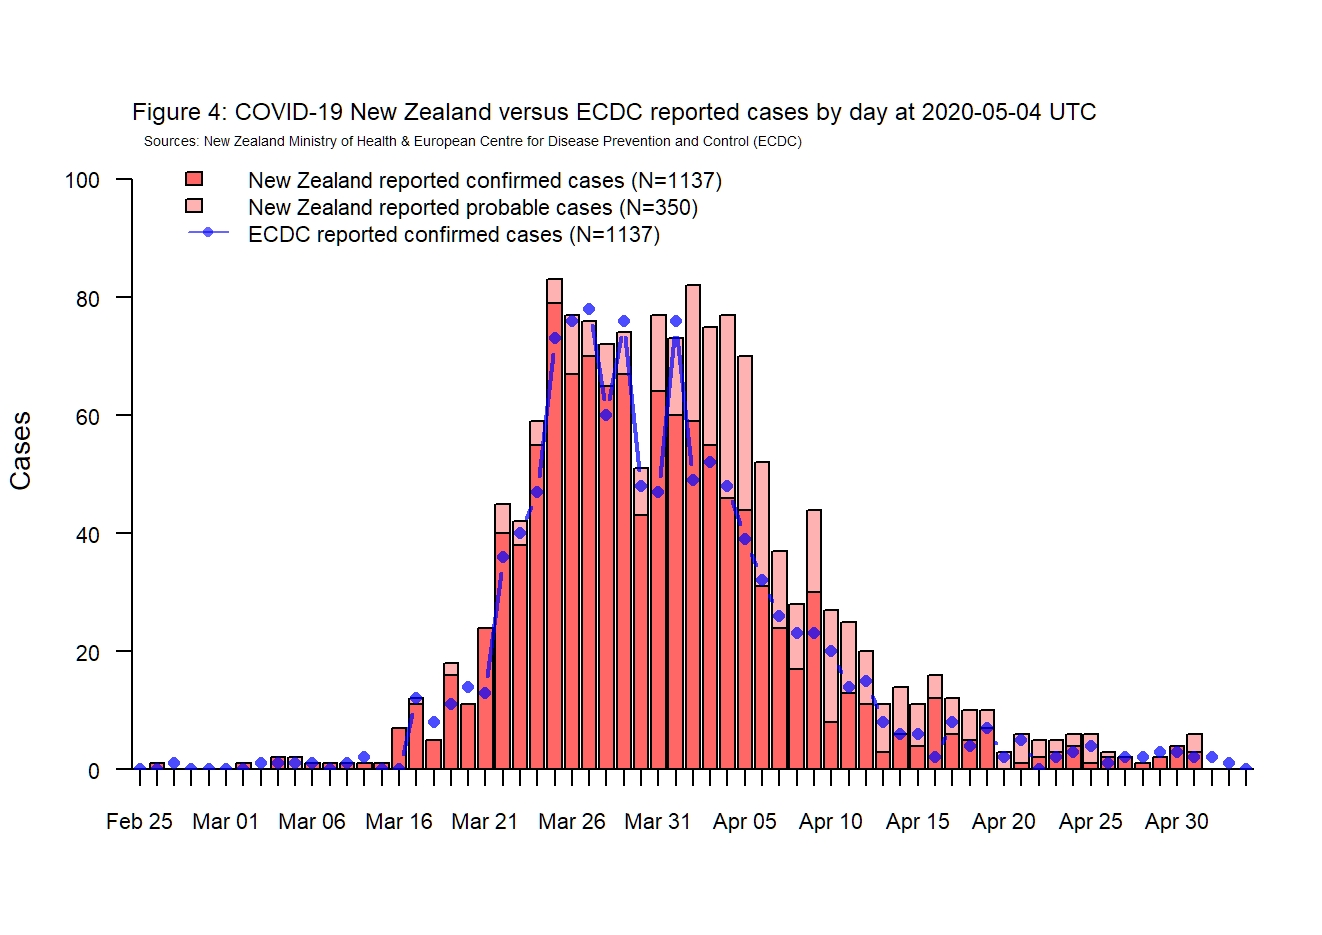 Figure 4: COVID-19 New Zealand versus ECDC reported cases by day at 2020-05-04 UTC
Sources: New Zealand Ministry of Health & European Centre for Disease Prevention and Control (ECDC)
New Zealand reported confirmed cases (N=1137)
New Zealand reported probable cases (N=350)
ECDC reported confirmed cases (N=1137)
Cases
100
80
60
40
20
0
Feb 25 Mar 01 Mar 06 Mar 16 Mar 21 Mar 26 Mar 31 Apr 05 Apr 10 Apr 15 Apr 20 Apr 25 Apr 30